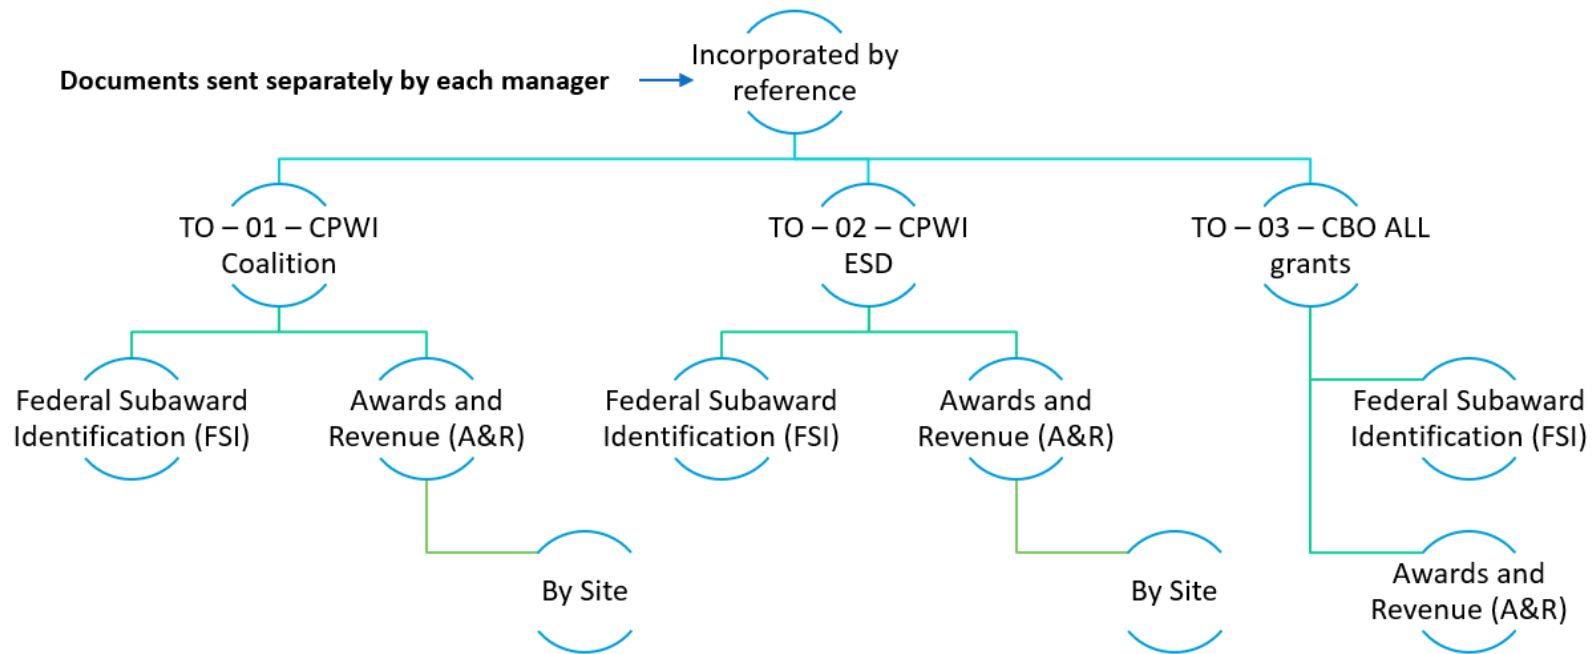 Documents sent separately by each manager
Incorporated by
reference
TO – 01 – CPWI
Coalition
TO – 02 – CPWI
ESD
TO – 03 – CBO ALL
grants
Federal Subaward
Identification (FSI)
Awards and
Revenue (A&R)
Federal Subaward
Identification (FSI)
Awards and
Revenue (A&R)
Federal Subaward
Identification (FSI)
By Site
By Site
Awards and
Revenue (A&R)